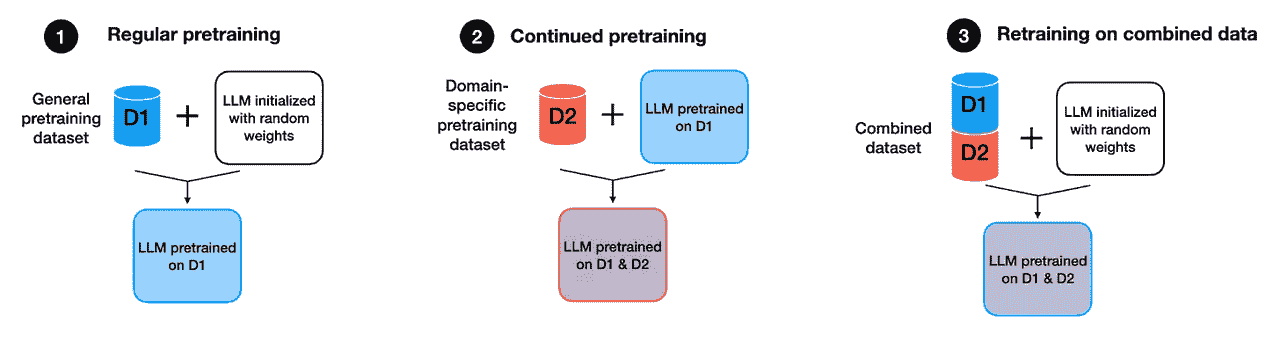 1 Regular pretraining
General
pretraining
dataset
D1
+
LLM initialized
with random
weights
LLM pretrained
on D1
2 Continued pretraining
Domain-
specific
pretraining
dataset
D2
+
LLM pretrained
on D1
LLM pretrained
on D1 & D2
3 Retraining on combined data
Combined
dataset
D1
D2
+
LLM initialized
with random
weights
LLM pretrained
on D1 & D2